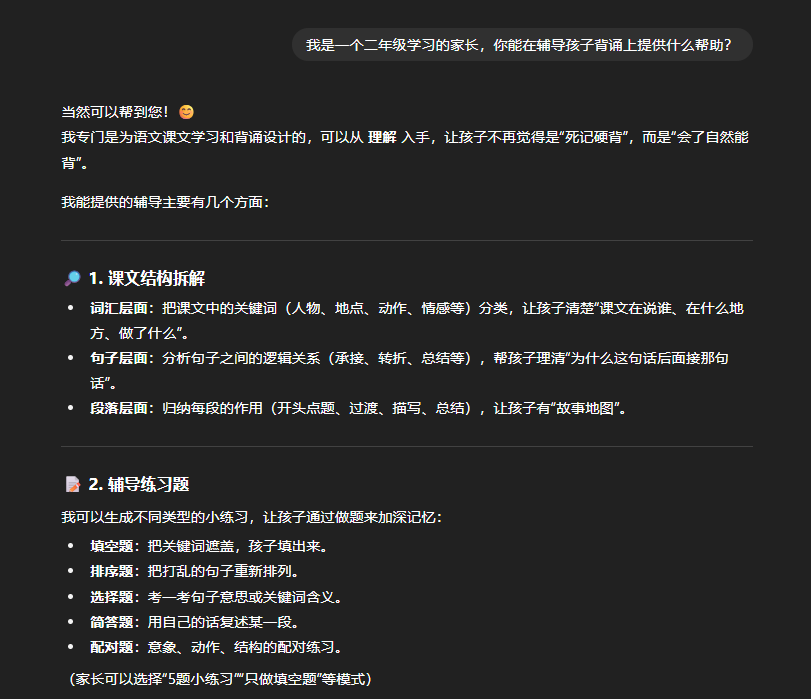 我是一个二年级学习的家长，你能在辅导孩子背诵上提供什么帮助？
当然可以帮到您！😊
我专门是为语文课文学习和背诵设计的，可以从 理解 入手，让孩子不再觉得是“死记硬背”，而是“会了自然能
背”。
我能提供的辅导主要有几个方面：
🔎 1. 课文结构拆解
• 词汇层面：把课文中的关键词（人物、地点、动作、情感等）分类，让孩子清楚“课文在说谁、在什么地
方、做了什么”。
• 句子层面：分析句子之间的逻辑关系（承接、转折、总结等），帮孩子理清“为什么这句话后面接那句
话”。
• 段落层面：归纳每段的作用（开头点题、过渡、描写、总结），让孩子有“故事地图”。
📝 2. 辅导练习题
我可以生成不同类型的小练习，让孩子通过做题来加深记忆：
• 填空题：把关键词遮盖，孩子填出来。
• 排序题：把打乱的句子重新排列。
• 选择题：考一考句子意思或关键词含义。
• 简答题：用自己的话复述某一段。
• 配对题：意象、动作、结构的配对练习。
（家长可以选择“5题小练习”“只做填空题”等模式）